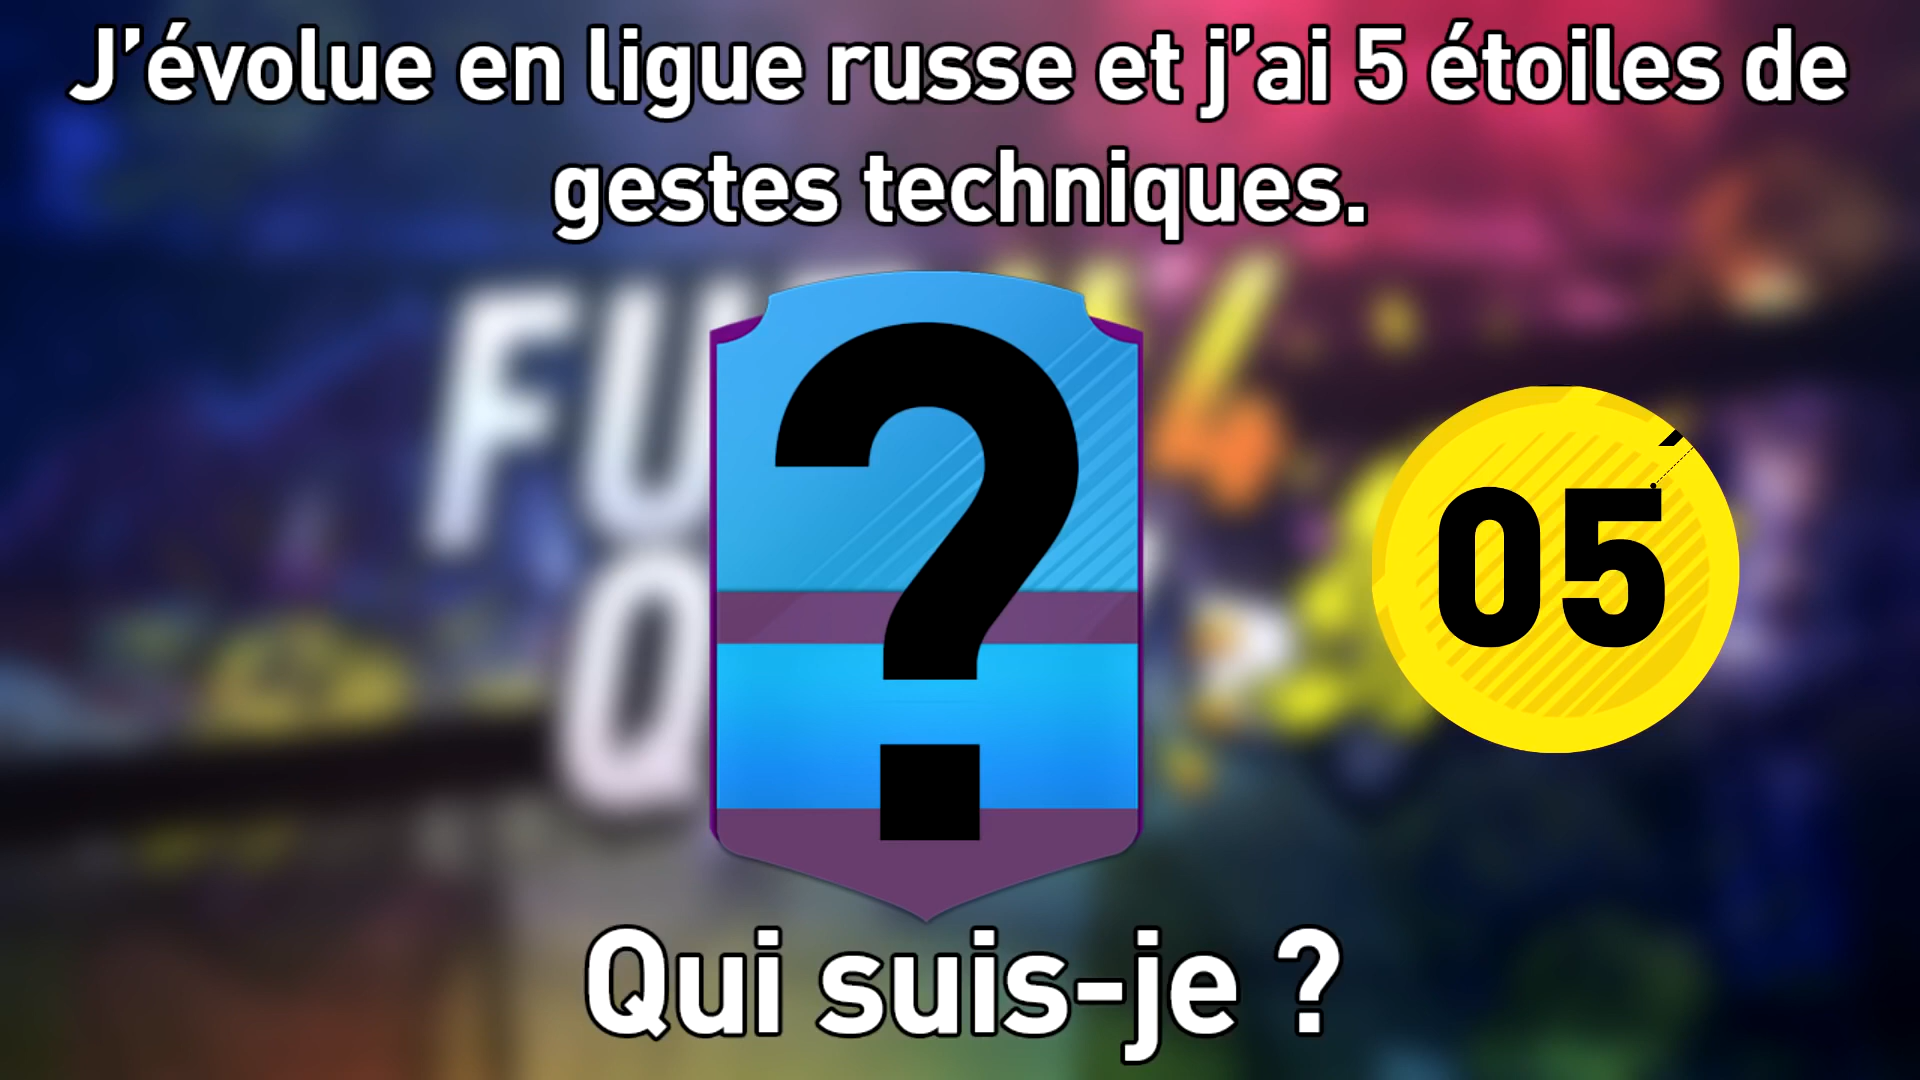 J’évolue en ligue russe et j’ai 5 étoiles de
gestes techniques.
?
05
Qui suis-je ?